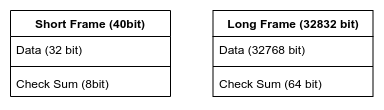 Short Frame (40bit)
Data (32 bit)
Check Sum (8bit)
Long Frame (32832 bit)
Data (32768 bit)
Check Sum (64 bit)